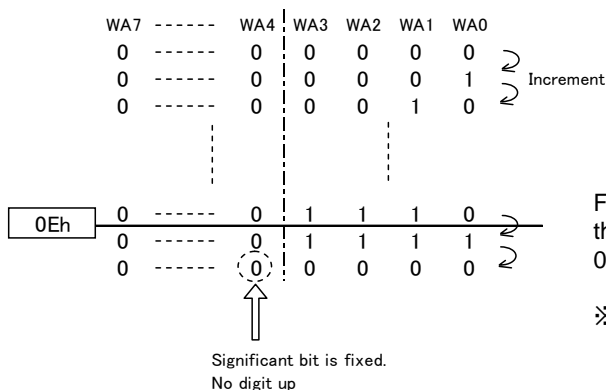 WA7 ------ WA4 WA3 WA2 WA1 WA0
0 ------ 0 0 0 0 0
0 ------ 0 0 0 0 1
Increment
0 ------ 0 0 0 1 0
0 ------ 0 1 1 1 0
0Eh
0 ------ 0 1 1 1 1
0 ------ 0 0 0 0 0
Significant bit is fixed.
No digit up
F
th
0
※